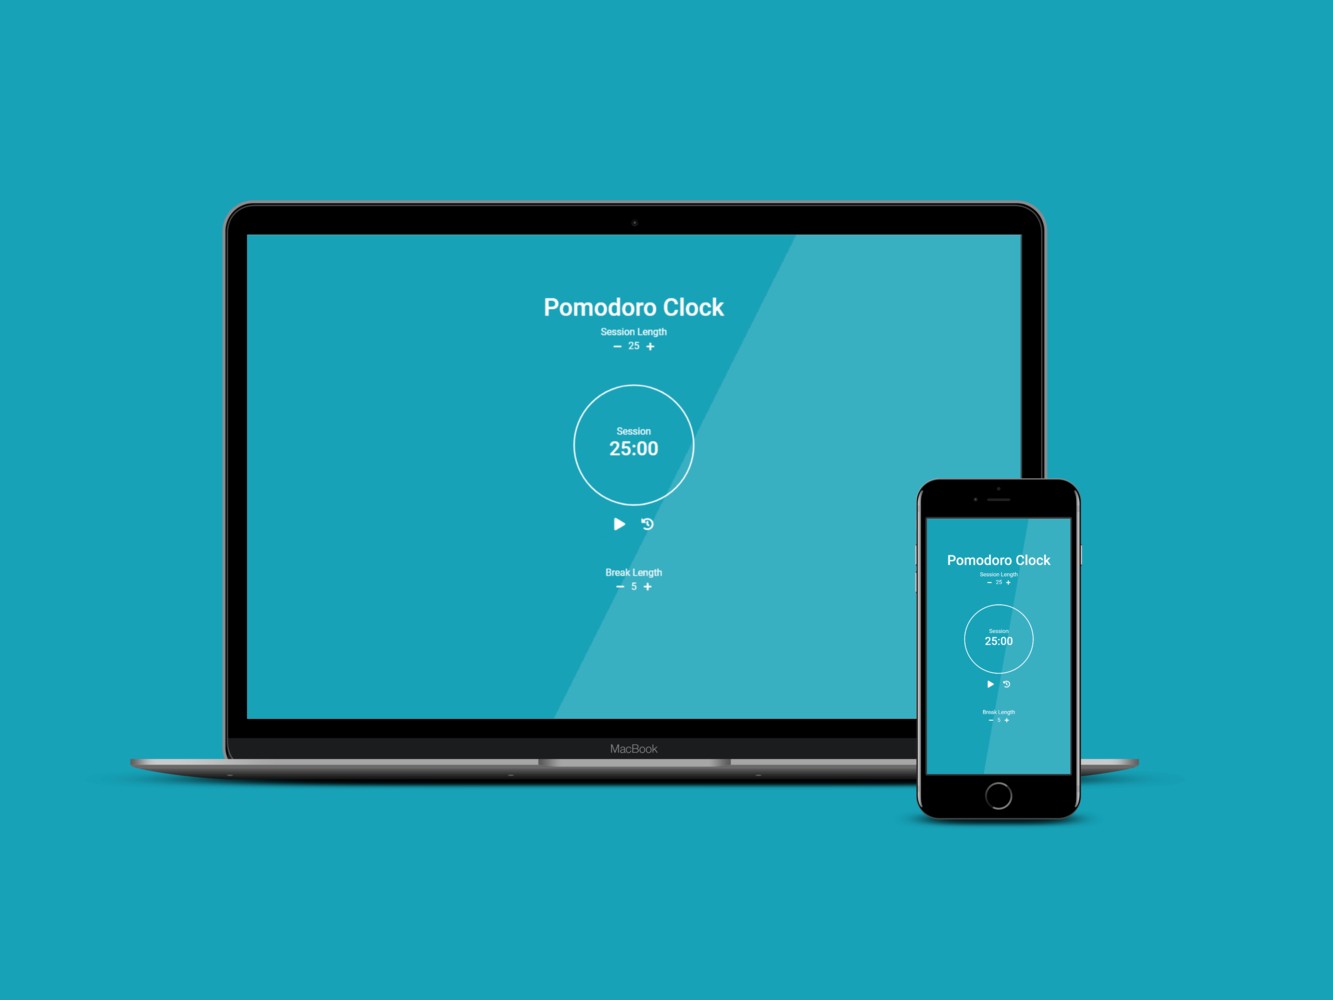 Pomodoro Clock
Session Length
− 25 +
Session
25:00
Break Length
− 5 +
MacBook
Pomodoro Clock
Session Length
− 25 +
Session
25:00
Break Length
− 5 +